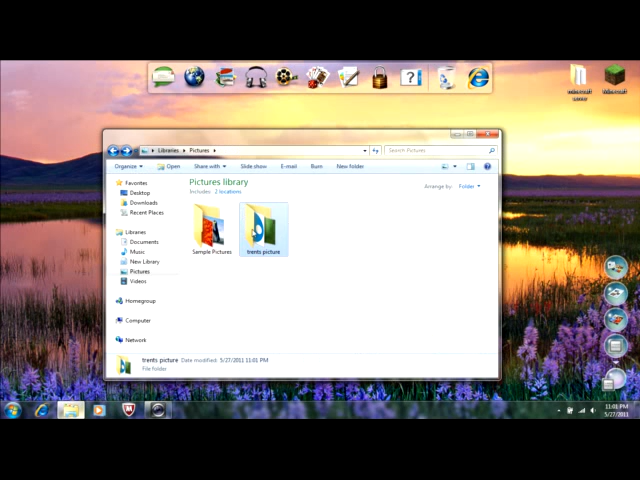 minecraft server
Minecraft
Libraries
Pictures
Search Pictures
Organize
Open
Share with
Slide show
E-mail
Burn
New folder
Favorites
Desktop
Downloads
Recent Places
Libraries
Documents
Music
New Library
Pictures
Videos
Homegroup
Computer
Network
Pictures library
Includes: 2 locations
Arrange by: Folder
Sample Pictures
trents picture
trents picture Date modified: 5/27/2011 11:01 PM
File folder
11:01 PM
5/27/2011